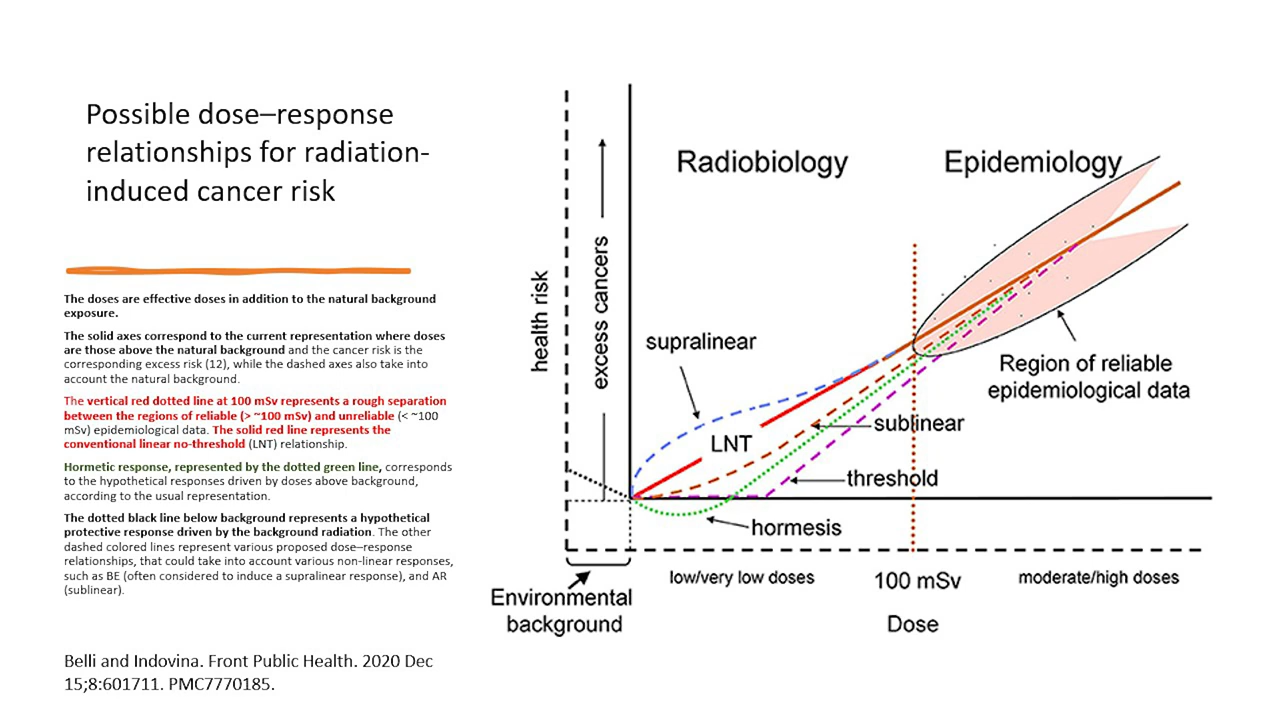 Possible dose–response
relationships for radiation-
induced cancer risk
The doses are effective doses in addition to the natural background
exposure.
The solid axes correspond to the current representation where doses
are those above the natural background and the cancer risk is the
corresponding excess risk (12), while the dashed axes also take into
account the natural background.
The vertical red dotted line at 100 mSv represents a rough separation
between the regions of reliable (> ~100 mSv) and unreliable (< ~100
mSv) epidemiological data. The solid red line represents the
conventional linear no-threshold (LNT) relationship.
Hormetic response, represented by the dotted green line, corresponds
to the hypothetical responses driven by doses above background,
according to the usual representation.
The dotted black line below background represents a hypothetical
protective response driven by the background radiation. The other
dashed colored lines represent various proposed dose–response
relationships, that could take into account various non-linear responses,
such as BE (often considered to induce a supralinear response), and AR
(sublinear).
Belli and Indovina. Front Public Health. 2020 Dec
15;8:601711. PMC7770185.
health risk
excess cancers
Radiobiology
Epidemiology
supralinear
LNT
Region of reliable
epidemiological data
sublinear
threshold
hormesis
low/very low doses
100 mSv
moderate/high doses
Environmental
background
Dose